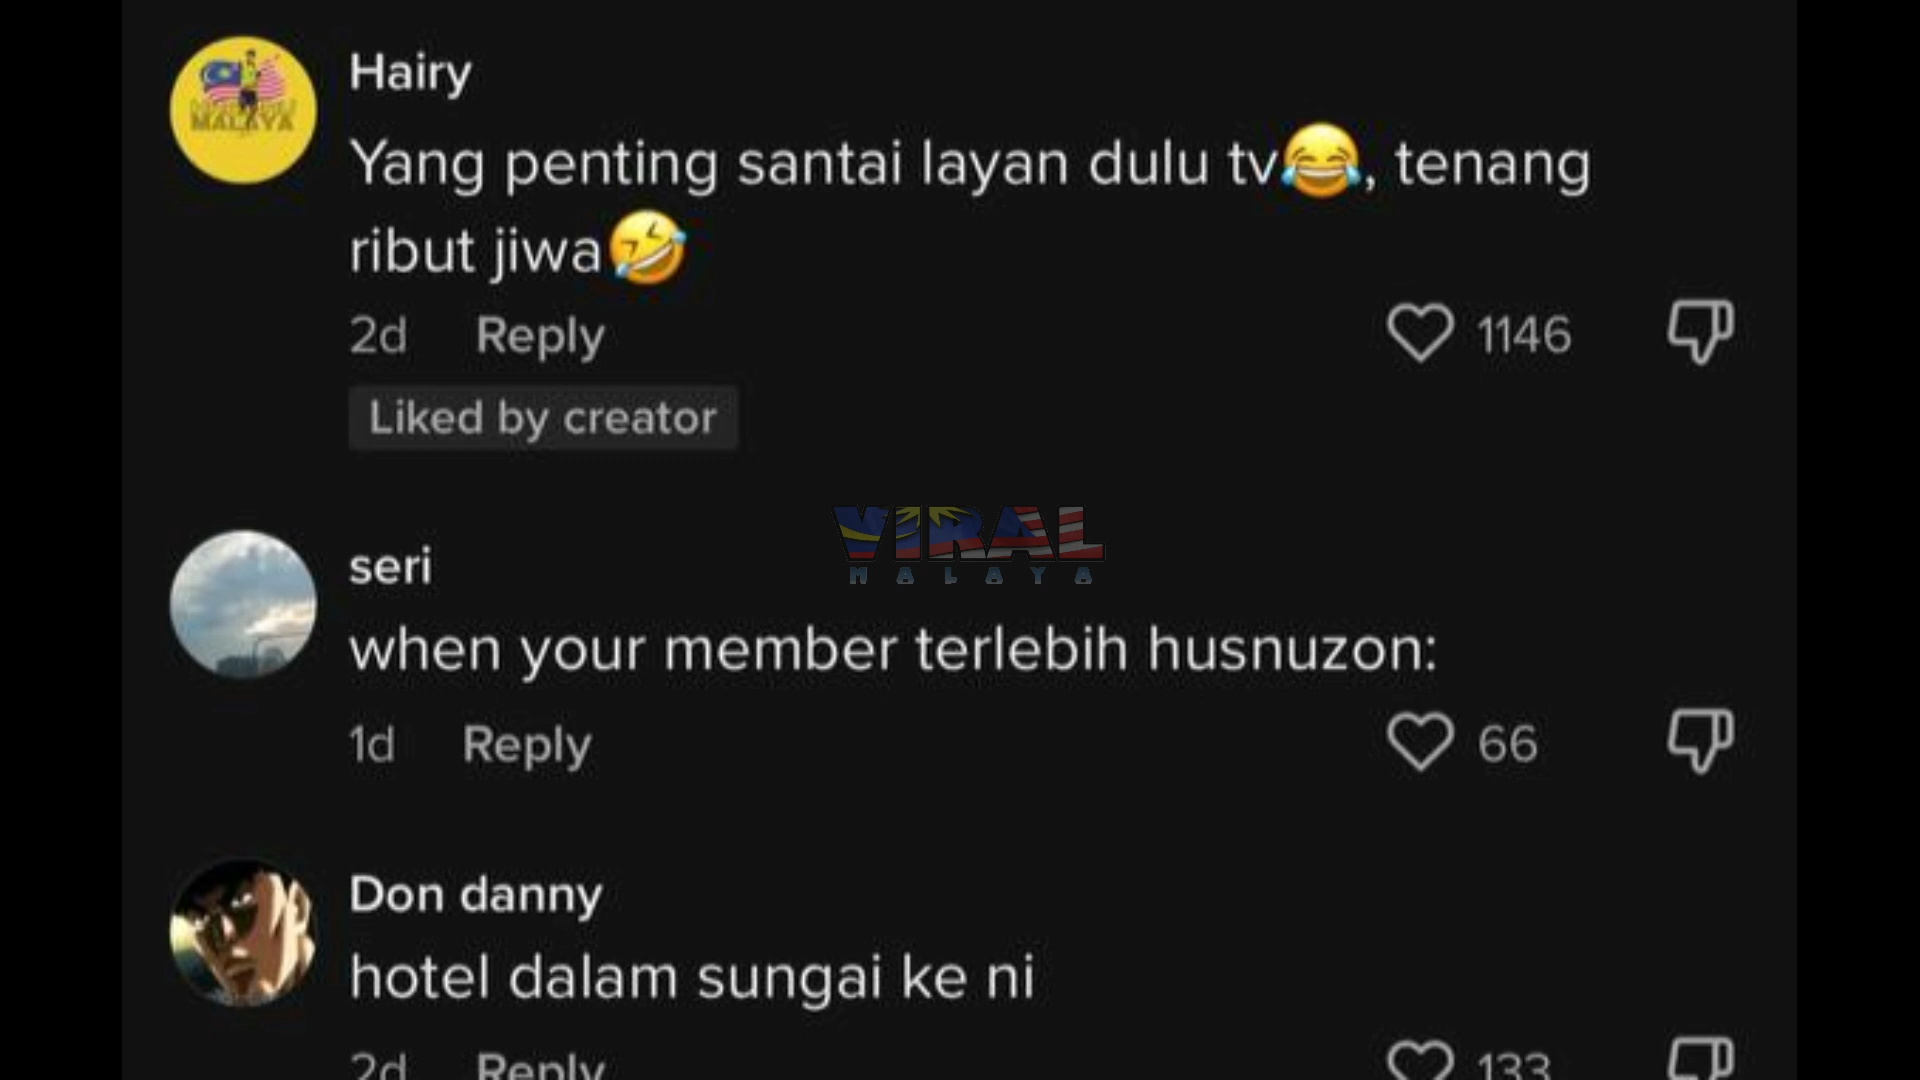 MALAYA
Hairy
Yang penting santai layan dulu tv😂, tenang
ribut jiwa🤣
2d Reply 1146
Liked by creator
VIRAL
MALAYA
seri
when your member terlebih husnuzon:
1d Reply 66
Don danny
hotel dalam sungai ke ni
2d Reply 133